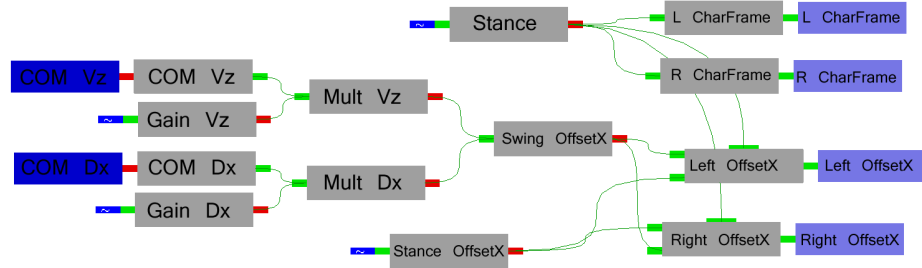 Stance
L CharFrame
L CharFrame
R CharFrame
R CharFrame
COM Vz
COM Vz
~
Gain Vz
Mult Vz
COM Dx
COM Dx
~
Gain Dx
Mult Dx
Swing OffsetX
Left OffsetX
Left OffsetX
~
Stance OffsetX
Right OffsetX
Right OffsetX
~